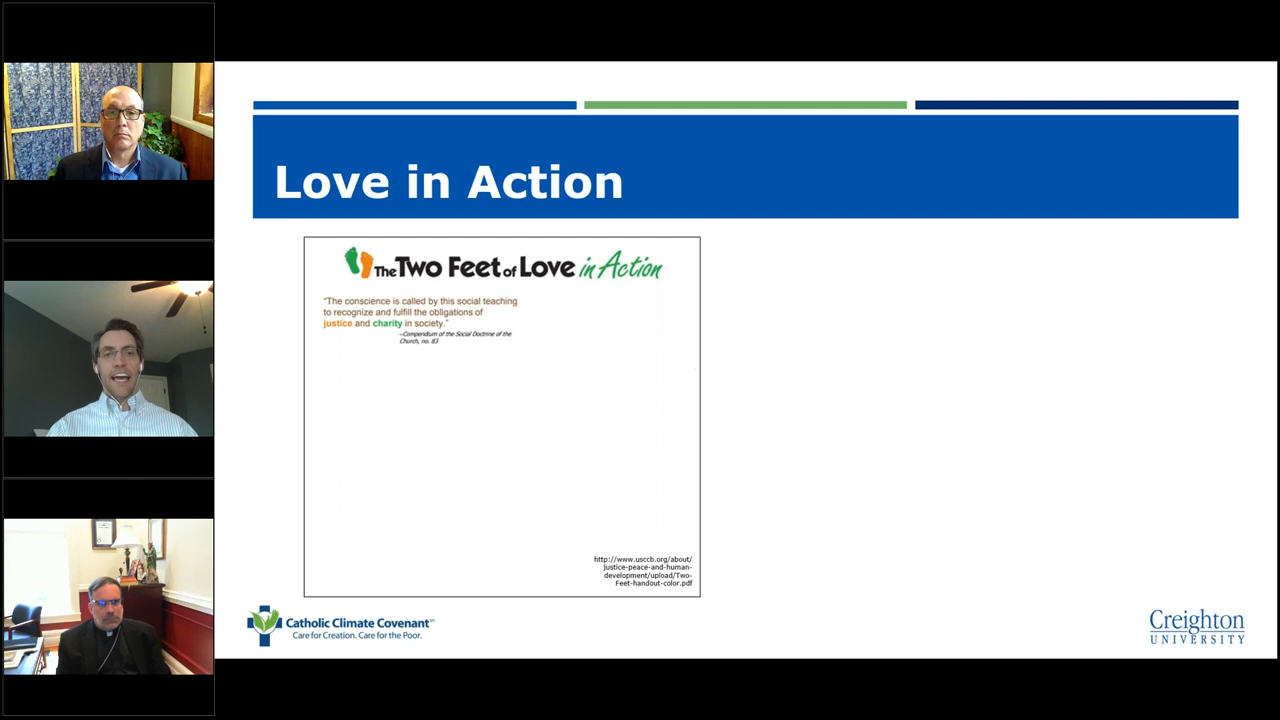 Love in Action
The Two Feet of Love in Action
"The conscience is called by this social teaching
to recognize and fulfill the obligations of
justice and charity in society."
–Compendium of the Social Doctrine of the
Church, no. 83
http://www.usccb.org/about/
justice-peace-and-human-
development/upload/Two-
Feet-handout-color.pdf
Catholic Climate Covenant
Care for Creation. Care for the Poor.
Creighton
UNIVERSITY